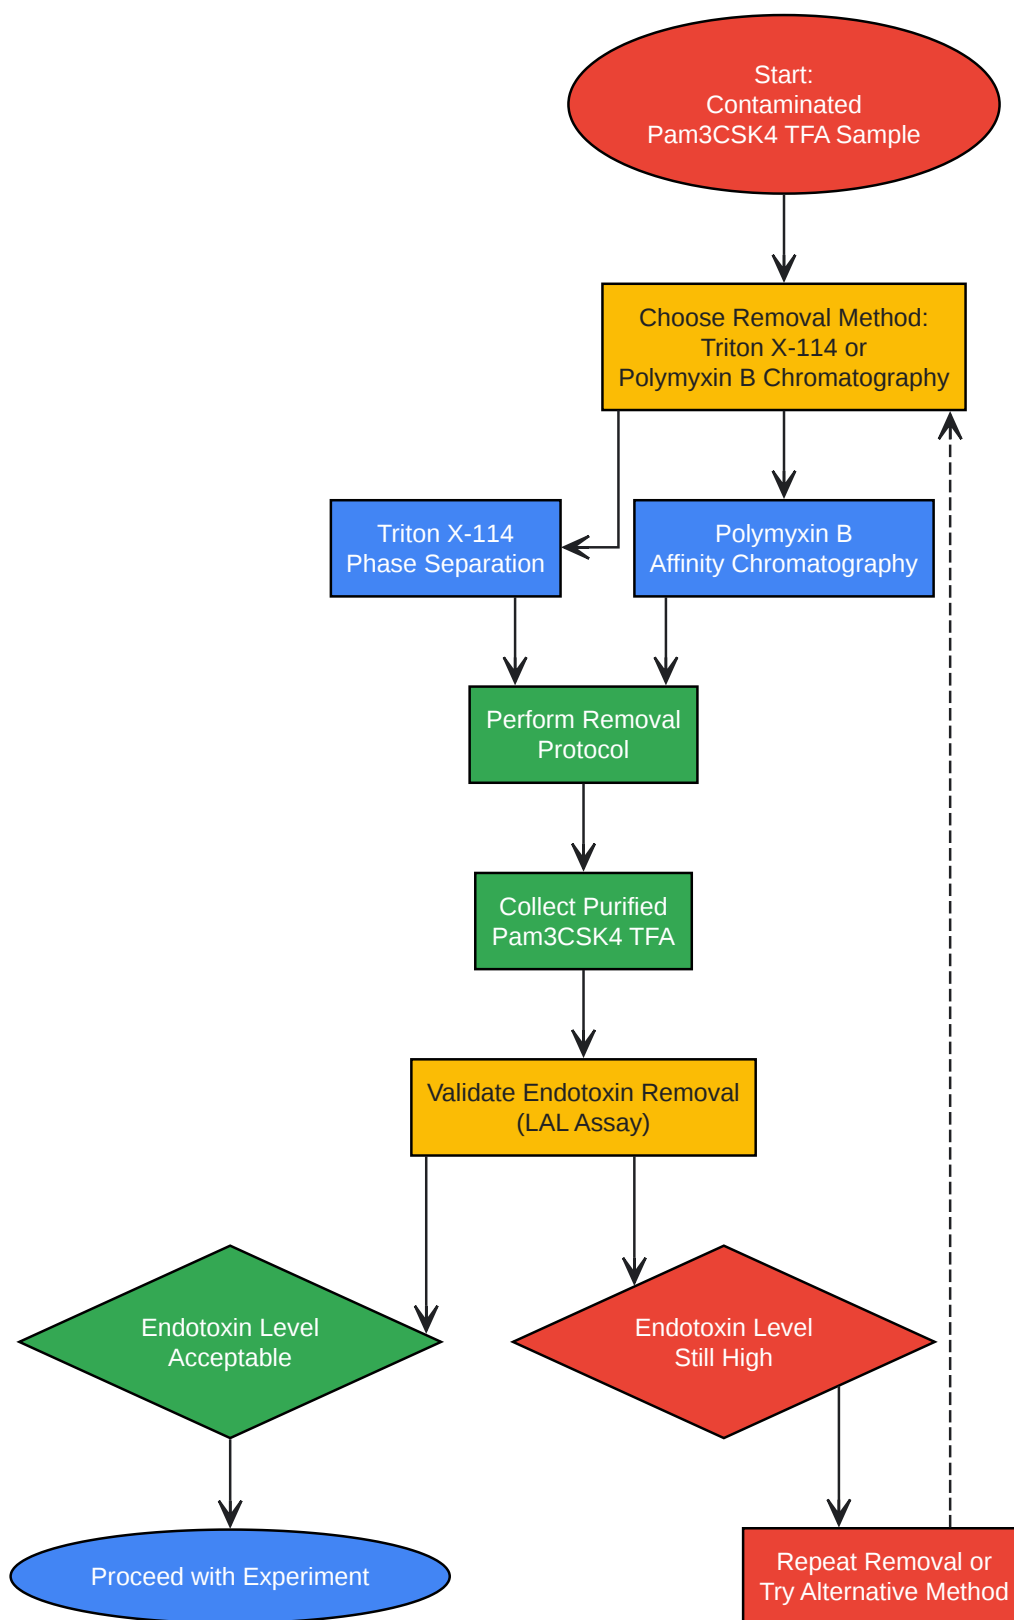 Start:
Contaminated
Pam3CSK4 TFA Sample
Choose Removal Method:
Triton X-114 or
Polymyxin B Chromatography
Triton X-114
Phase Separation
Polymyxin B
Affinity Chromatography
Perform Removal
Protocol
Collect Purified
Pam3CSK4 TFA
Validate Endotoxin Removal
(LAL Assay)
Endotoxin Level
Acceptable
Endotoxin Level
Still High
Proceed with Experiment
Repeat Removal or
Try Alternative Method